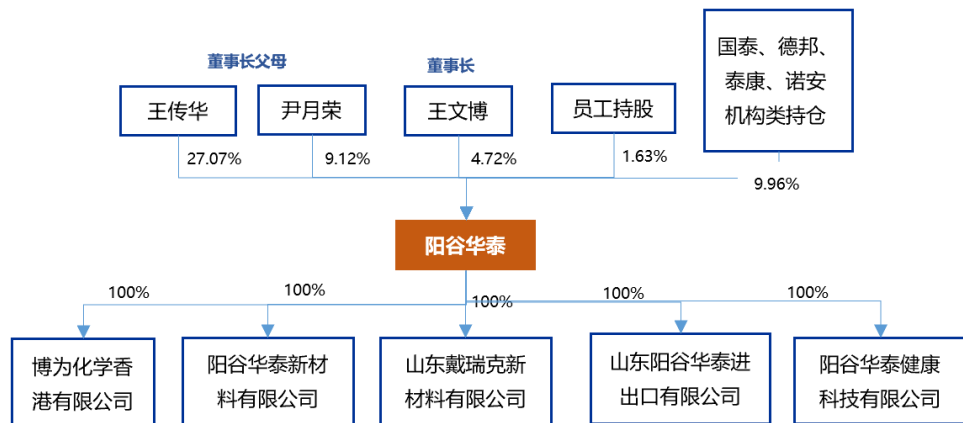 董事长父母
董事长
国泰、德邦、
泰康、诺安
机构类持仓
王传华
尹月荣
王文博
员工持股
27.07%
9.12%
4.72%
1.63%
9.96%
阳谷华泰
100%
100%
100%
100%
100%
博为化学香
港有限公司
阳谷华泰新材
料有限公司
山东戴瑞克新
材料有限公司
山东阳谷华泰进
出口有限公司
阳谷华泰健康
科技有限公司